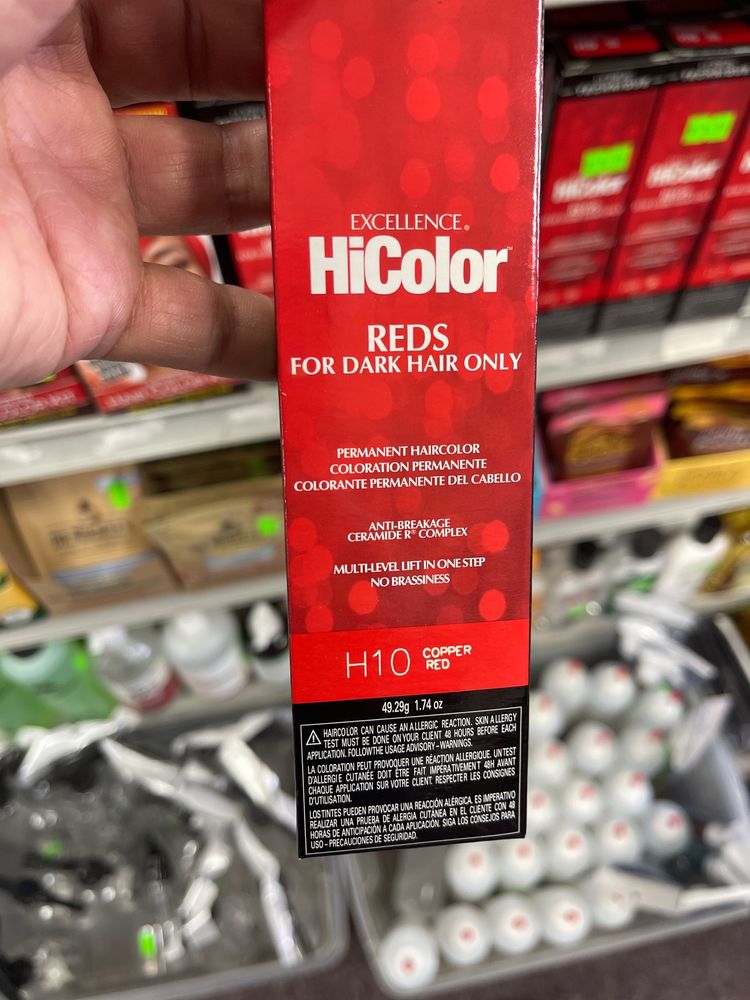 EXCELLENCE®
HiColor™
REDS
FOR DARK HAIR ONLY
PERMANENT HAIRCOLOR
COLORATION PERMANENTE
COLORANTE PERMANENTE DEL CABELLO
ANTI-BREAKAGE
CERAMIDE R® COMPLEX
MULTI-LEVEL LIFT IN ONE STEP
NO BRASSINESS
H10 COPPER RED
49.29g 1.74 oz
HAIRCOLOR CAN CAUSE AN ALLERGIC REACTION. SKIN ALLERGY
TEST MUST BE DONE ON YOUR CLIENT 48 HOURS BEFORE EACH
APPLICATION. FOLLOW THE USAGE ADVISORY – WARNINGS.
LA COLORATION PEUT PROVOQUER UNE RÉACTION ALLERGIQUE. UN TEST
D'ALLERGIE CUTANÉE DOIT ÊTRE FAIT IMPÉRATIVEMENT 48H AVANT
CHAQUE APPLICATION SUR VOTRE CLIENT. RESPECTER LES CONSIGNES
D'UTILISATION.
LOS TINTES PUEDEN PROVOCAR UNA REACCIÓN ALÉRGICA. ES IMPERATIVO
REALIZAR UNA PRUEBA DE ALERGIA CUTÁNEA EN EL CLIENTE CON 48
HORAS DE ANTICIPACIÓN A CADA APLICACIÓN. SIGA LOS CONSEJOS PARA
USO – PRECAUCIONES DE SEGURIDAD.
HiColor
REDS
HiColor